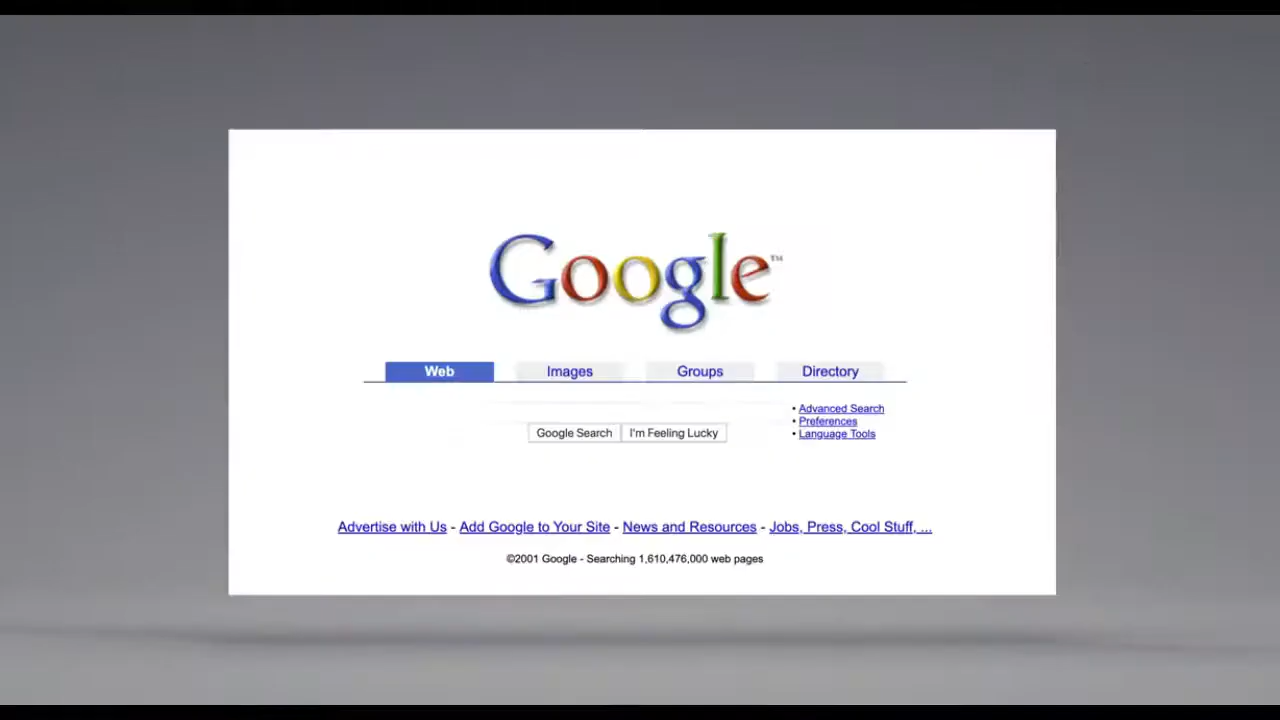 Google™
Web Images Groups Directory
• Advanced Search
• Preferences
• Language Tools
Google Search I'm Feeling Lucky
Advertise with Us - Add Google to Your Site - News and Resources - Jobs, Press, Cool Stuff, ...
©2001 Google - Searching 1,610,476,000 web pages